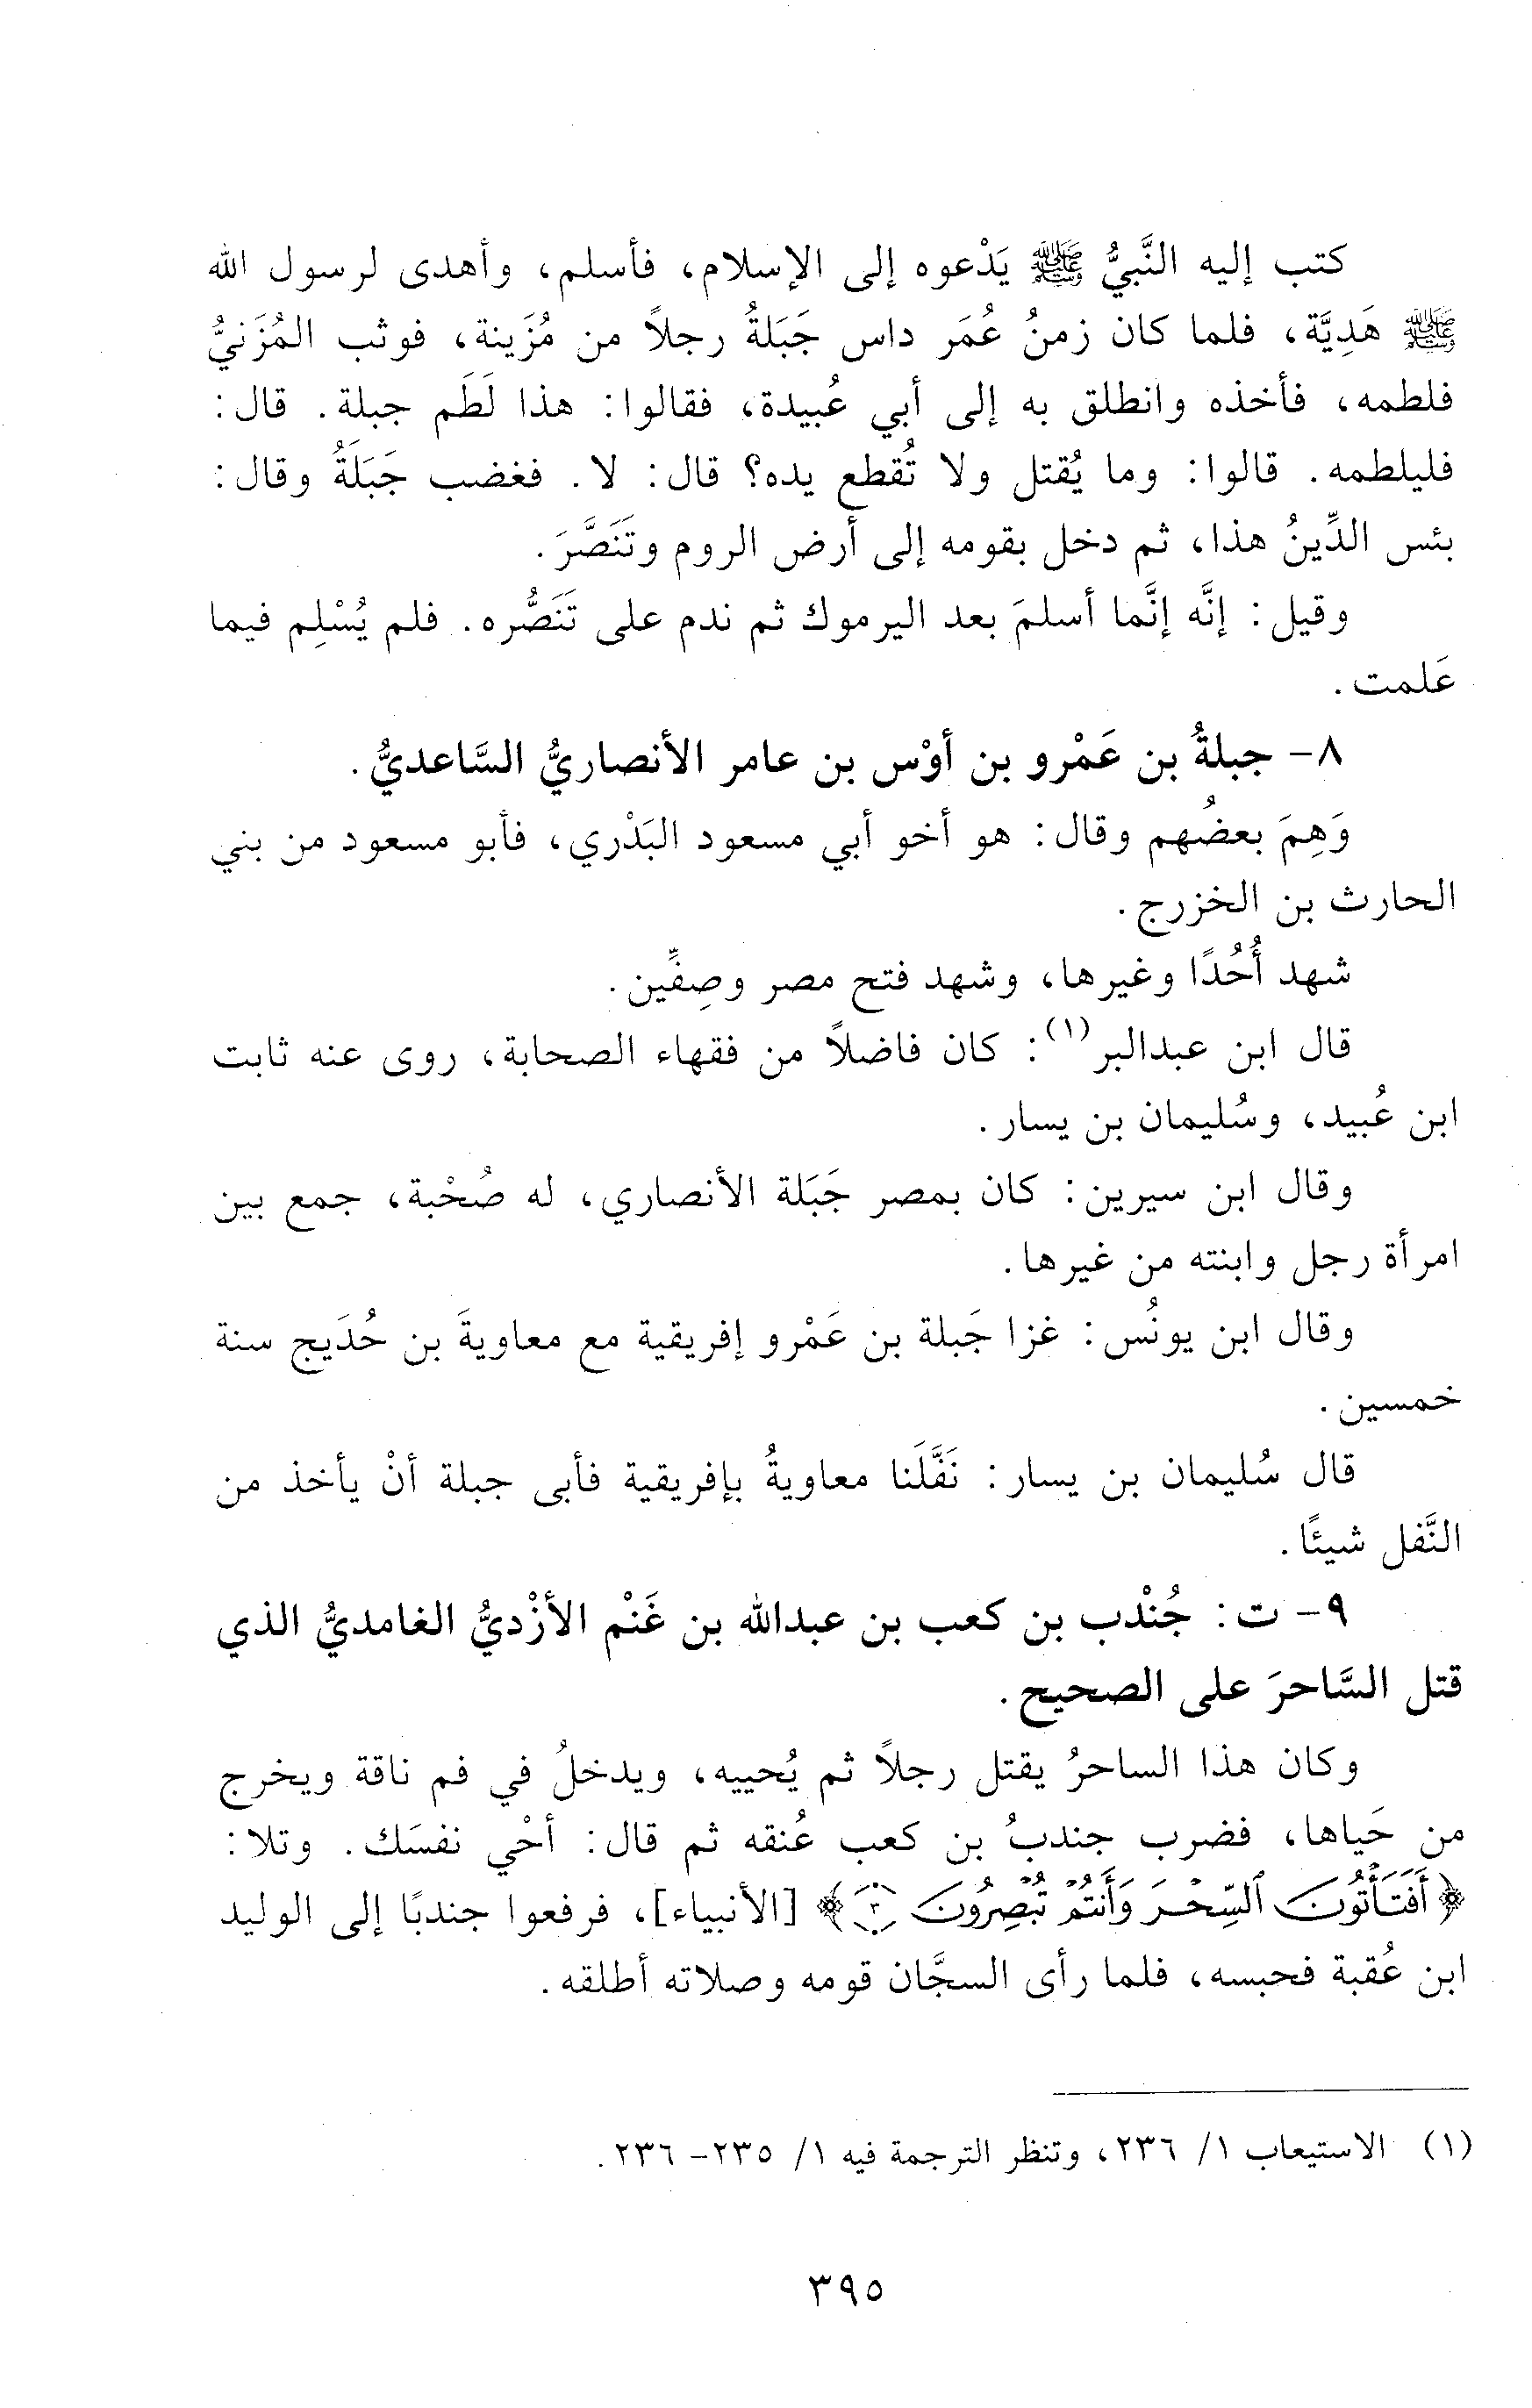 كتب إليه النَّبيُّ ﷺ يَدْعوه إلى الإسلام، فأسلم، وأهدى لرسول الله
ﷺ هَدِيَّة، فلما كان زمنُ عُمَر داس جَبَلةُ رجلاً من مُزَينة، فوثب المُزَنيُّ
فلطمه، فأخذه وانطلق به إلى أبي عُبيدة، فقالوا: هذا لَطَم جبلة. قال:
فليلطمه. قالوا: وما يُقتل ولا تُقطع يده؟ قال: لا. فغضب جَبَلَةُ وقال:
بئس الدِّينُ هذا، ثم دخل بقومه إلى أرض الروم وتَنَصَّرَ.
وقيل: إنَّه إنَّما أسلمَ بعد اليرموك ثم ندم على تَنَصُّره. فلم يُسْلِم فيما
عَلمت.
٨- جبلةُ بن عَمْرو بن أوْس بن عامر الأنصاريُّ السَّاعديُّ.
وَهِمَ بعضُهم وقال: هو أخو أبي مسعود البَدْري، فأبو مسعود من بني
الحارث بن الخزرج.
شهد أُحُدًا وغيرها، وشهد فتح مصر وصِفِّين.
قال ابن عبدالبر(١): كان فاضلاً من فقهاء الصحابة، روى عنه ثابت
ابن عُبيد، وسُليمان بن يسار.
وقال ابن سيرين: كان بمصر جَبَلة الأنصاري، له صُحْبة، جمع بين
امرأة رجل وابنته من غيرها.
وقال ابن يونُس: غزا جَبلة بن عَمْرو إفريقية مع معاويةَ بن حُدَيج سنة
خمسين.
قال سُليمان بن يسار: نَفَّلَنا معاويةُ بإفريقية فأبى جبلة أنْ يأخذ من
النَّفل شيئًا.
٩- ت: جُنْدب بن كعب بن عبدالله بن غَنْم الأزْديُّ الغامديُّ الذي
قتل السَّاحرَ على الصحيح.
وكان هذا الساحرُ يقتل رجلاً ثم يُحييه، ويدخلُ في فم ناقة ويخرج
من حَياها، فضرب جندبُ بن كعب عُنقه ثم قال: أحْي نفسَك. وتلا:
﴿أَفَتَأْتُونَ ٱلسِّحْرَ وَأَنتُمْ تُبْصِرُونَ ٣﴾ [الأنبياء]، فرفعوا جندبًا إلى الوليد
ابن عُقبة فحبسه، فلما رأى السجَّان قومه وصلاته أطلقه.
(١) الاستيعاب ١/ ٢٣٦، وتنظر الترجمة فيه ١/ ٢٣٥- ٢٣٦.
٣٩٥